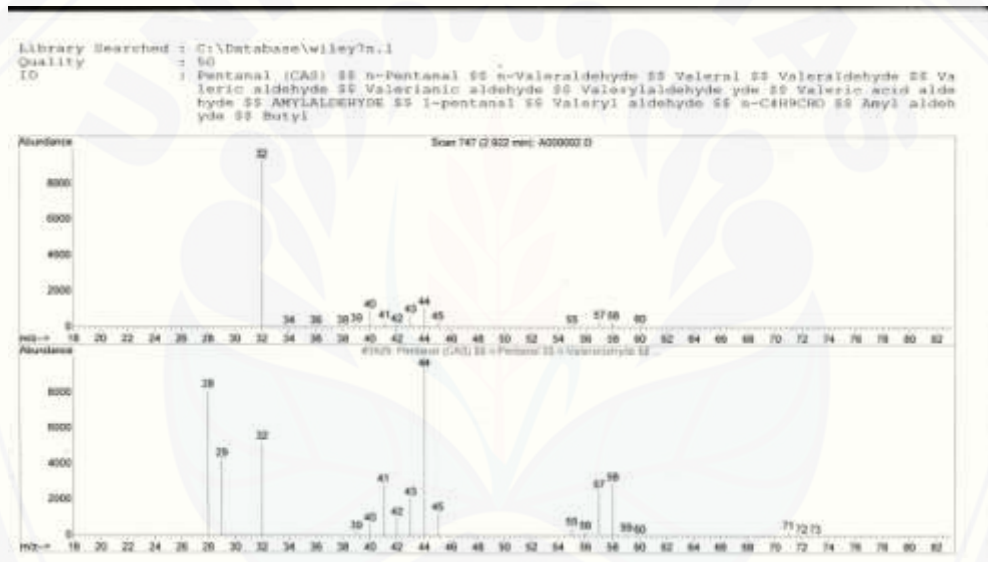 Library Searched : C:\Database\wiley7n.l
Quality : 50
ID : Pentanal (CAS) $$ n-Pentanal $$ n-Valeraldehyde $$ Valeral $$ Valeraldehyde $$ Va
leric aldehyde $$ Valerianic aldehyde $$ Valerylaldehyde yde $$ Valeric acid alde
hyde $$ AMYLALDEHYDE $$ 1-pentanal $$ Valeryl aldehyde $$ n-C4H9CHO $$ Amyl aldeh
yde $$ Butyl
Abundance
Scan 747 (2.922 min): A000002.D
32
8000
6000
4000
2000
0
34 36 38 39 40 41 42 43 44 45 55 57 58 60
m/z--> 18 20 22 24 26 28 30 32 34 36 38 40 42 44 46 48 50 52 54 56 58 60 62 64 66 68 70 72 74 76 78 80 82
Abundance
Pentanal (CAS) $$ n-Pentanal $$ n-Valeraldehyde $$ ...
44
28
8000
6000
32
29
4000
41 58
57
43
2000
42 45
40
39 55 56 59 60 71 72 73
0
m/z--> 18 20 22 24 26 28 30 32 34 36 38 40 42 44 46 48 50 52 54 56 58 60 62 64 66 68 70 72 74 76 78 80 82
UNIVERSITAS